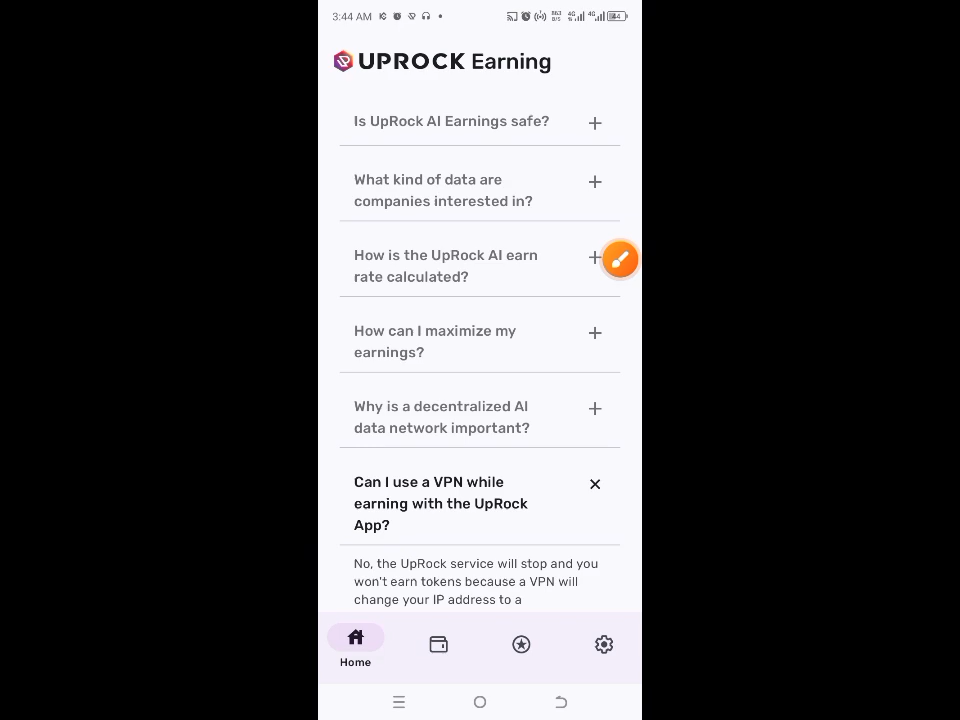 3:44 AM
UPROCK Earning
Is UpRock AI Earnings safe?
What kind of data are
companies interested in?
How is the UpRock AI earn
rate calculated?
How can I maximize my
earnings?
Why is a decentralized AI
data network important?
Can I use a VPN while
earning with the UpRock
App?
No, the UpRock service will stop and you
won't earn tokens because a VPN will
change your IP address to a
Home